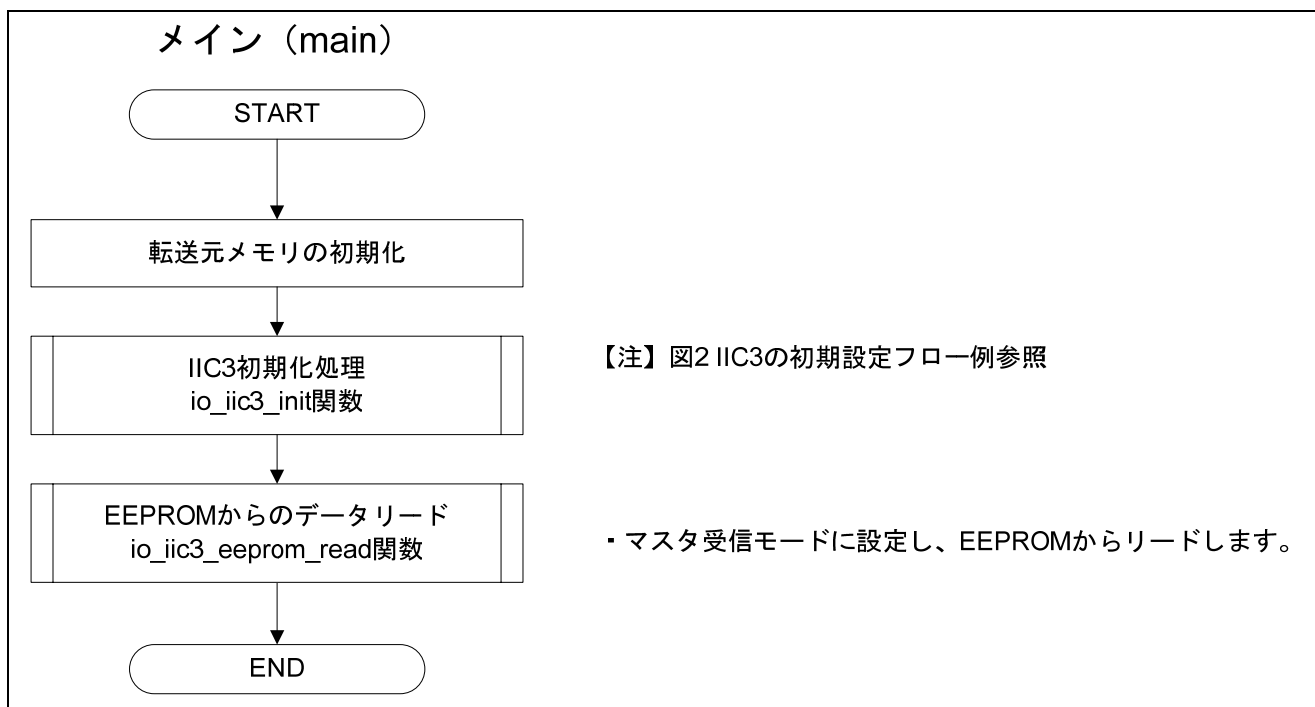 メイン（main）
START
転送元メモリの初期化
IIC3初期化処理
io_iic3_init関数
【注】図2 IIC3の初期設定フロー例参照
EEPROMからのデータリード
io_iic3_eeprom_read関数
・マスタ受信モードに設定し、EEPROMからリードします。
END